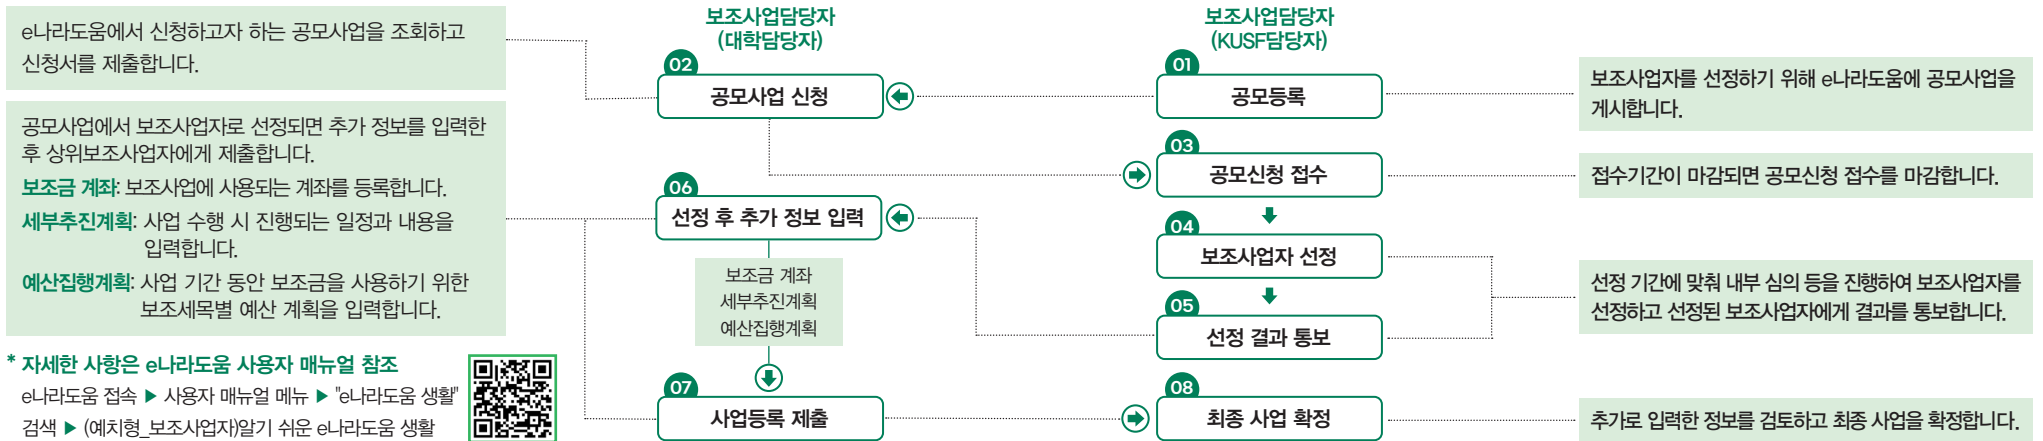 e나라도움에서 신청하고자 하는 공모사업을 조회하고
신청서를 제출합니다.
공모사업에서 보조사업자로 선정되면 추가 정보를 입력한
후 상위보조사업자에게 제출합니다.
보조금 계좌: 보조사업에 사용되는 계좌를 등록합니다.
세부추진계획: 사업 수행 시 진행되는 일정과 내용을
입력합니다.
예산집행계획: 사업 기간 동안 보조금을 사용하기 위한
보조세목별 예산 계획을 입력합니다.
* 자세한 사항은 e나라도움 사용자 매뉴얼 참조
e나라도움 접속 ▶ 사용자 매뉴얼 메뉴 ▶ "e나라도움 생활"
검색 ▶ (예치형_보조사업자)알기 쉬운 e나라도움 생활
보조사업담당자
(대학담당자)
02
공모사업 신청
06
선정 후 추가 정보 입력
보조금 계좌
세부추진계획
예산집행계획
07
사업등록 제출
보조사업담당자
(KUSF담당자)
01
공모등록
03
공모신청 접수
04
보조사업자 선정
05
선정 결과 통보
08
최종 사업 확정
보조사업자를 선정하기 위해 e나라도움에 공모사업을
게시합니다.
접수기간이 마감되면 공모신청 접수를 마감합니다.
선정 기간에 맞춰 내부 심의 등을 진행하여 보조사업자를
선정하고 선정된 보조사업자에게 결과를 통보합니다.
추가로 입력한 정보를 검토하고 최종 사업을 확정합니다.